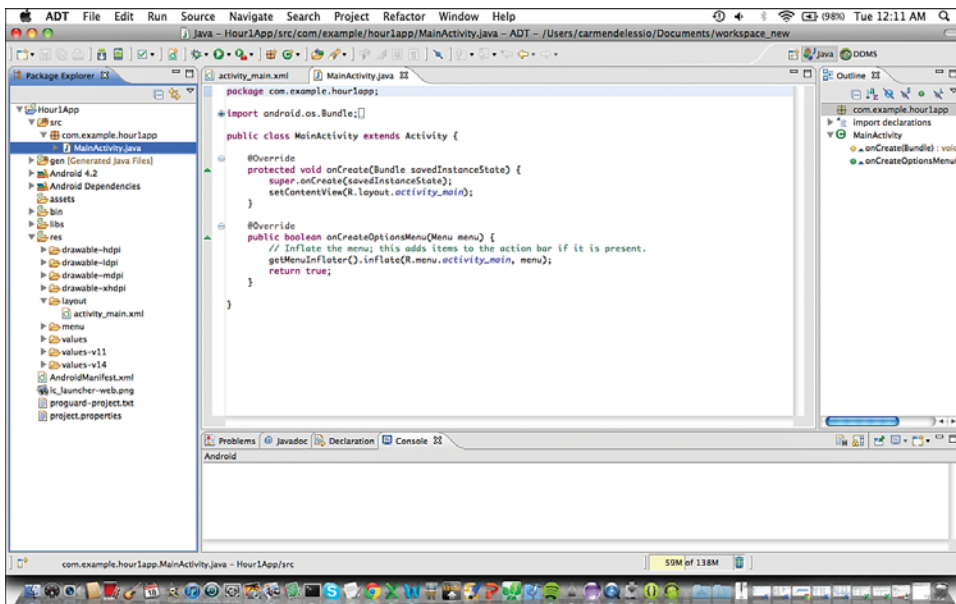 ADT File Edit Run Source Navigate Search Project Refactor Window Help (98%) Tue 12:11 AM
Java – Hour1App/src/com/example/hour1app/MainActivity.java – ADT – /Users/carmendelessio/Documents/workspace_new
Java DDMS
Package Explorer
Hour1App
src
com.example.hour1app
MainActivity.java
gen [Generated Java Files]
Android 4.2
Android Dependencies
assets
bin
libs
res
drawable-hdpi
drawable-ldpi
drawable-mdpi
drawable-xhdpi
layout
activity_main.xml
menu
values
values-v11
values-v14
AndroidManifest.xml
ic_launcher-web.png
proguard-project.txt
project.properties
activity_main.xml MainActivity.java
package com.example.hour1app;
import android.os.Bundle;
public class MainActivity extends Activity {
@Override
protected void onCreate(Bundle savedInstanceState) {
super.onCreate(savedInstanceState);
setContentView(R.layout.activity_main);
}
@Override
public boolean onCreateOptionsMenu(Menu menu) {
// Inflate the menu; this adds items to the action bar if it is present.
getMenuInflater().inflate(R.menu.activity_main, menu);
return true;
}
}
Outline
com.example.hour1app
import declarations
MainActivity
onCreate(Bundle) : void
onCreateOptionsMenu(
Problems Javadoc Declaration Console
Android
com.example.hour1app.MainActivity.java – Hour1App/src
59M of 138M